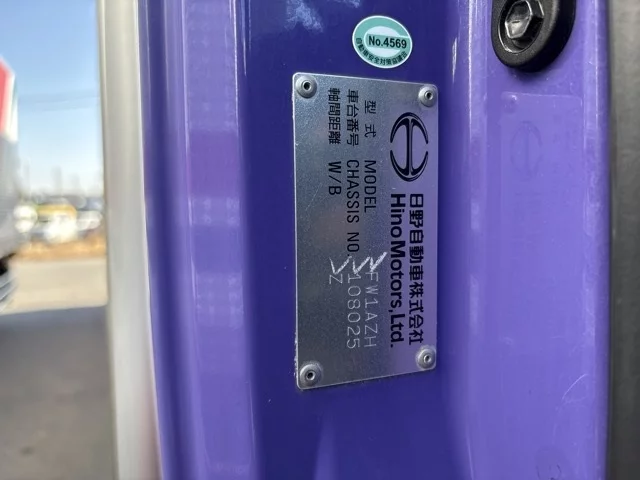 No.4569
日野自動車株式会社
HinoMotors,Ltd.
型式 MODEL FW1AZH
車台番号 CHASSIS NO. 108025
軸間距離 W/B Z